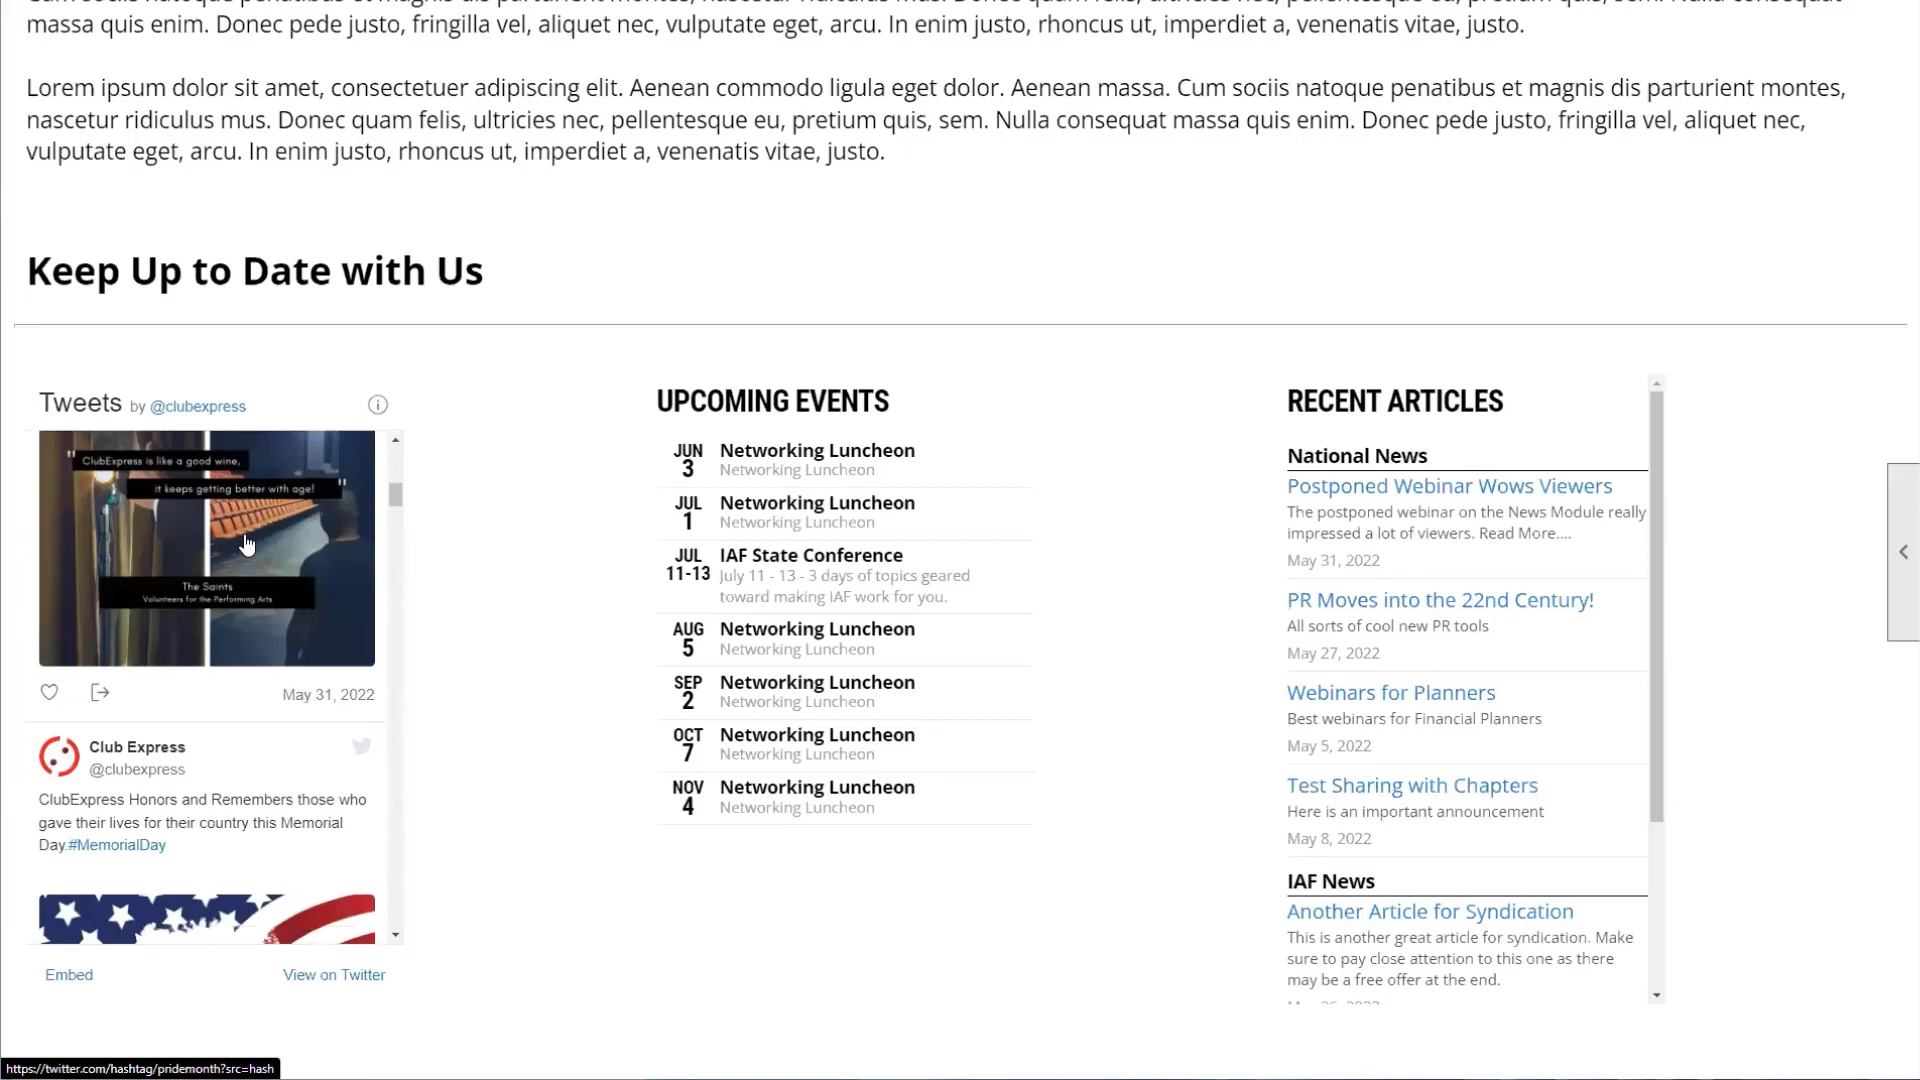 massa quis enim. Donec pede justo, fringilla vel, aliquet nec, vulputate eget, arcu. In enim justo, rhoncus ut, imperdiet a, venenatis vitae, justo.
Lorem ipsum dolor sit amet, consectetuer adipiscing elit. Aenean commodo ligula eget dolor. Aenean massa. Cum sociis natoque penatibus et magnis dis parturient montes,
nascetur ridiculus mus. Donec quam felis, ultricies nec, pellentesque eu, pretium quis, sem. Nulla consequat massa quis enim. Donec pede justo, fringilla vel, aliquet nec,
vulputate eget, arcu. In enim justo, rhoncus ut, imperdiet a, venenatis vitae, justo.
Keep Up to Date with Us
Tweets by @clubexpress
" ClubExpress is like a good wine,
it keeps getting better with age! "
The Saints
Volunteers for the Performing Arts
May 31, 2022
Club Express
@clubexpress
ClubExpress Honors and Remembers those who
gave their lives for their country this Memorial
Day.#MemorialDay
Embed
View on Twitter
UPCOMING EVENTS
JUN
3
Networking Luncheon
Networking Luncheon
JUL
1
Networking Luncheon
Networking Luncheon
JUL
11-13
IAF State Conference
July 11 - 13 - 3 days of topics geared
toward making iAF work for you.
AUG
5
Networking Luncheon
Networking Luncheon
SEP
2
Networking Luncheon
Networking Luncheon
OCT
7
Networking Luncheon
Networking Luncheon
NOV
4
Networking Luncheon
Networking Luncheon
RECENT ARTICLES
National News
Postponed Webinar Wows Viewers
The postponed webinar on the News Module really
impressed a lot of viewers. Read More....
May 31, 2022
PR Moves into the 22nd Century!
All sorts of cool new PR tools
May 27, 2022
Webinars for Planners
Best webinars for Financial Planners
May 5, 2022
Test Sharing with Chapters
Here is an important announcement
May 8, 2022
IAF News
Another Article for Syndication
This is another great article for syndication. Make
sure to pay close attention to this one as there
may be a free offer at the end.
https://twitter.com/hashtag/pridemonth?src=hash